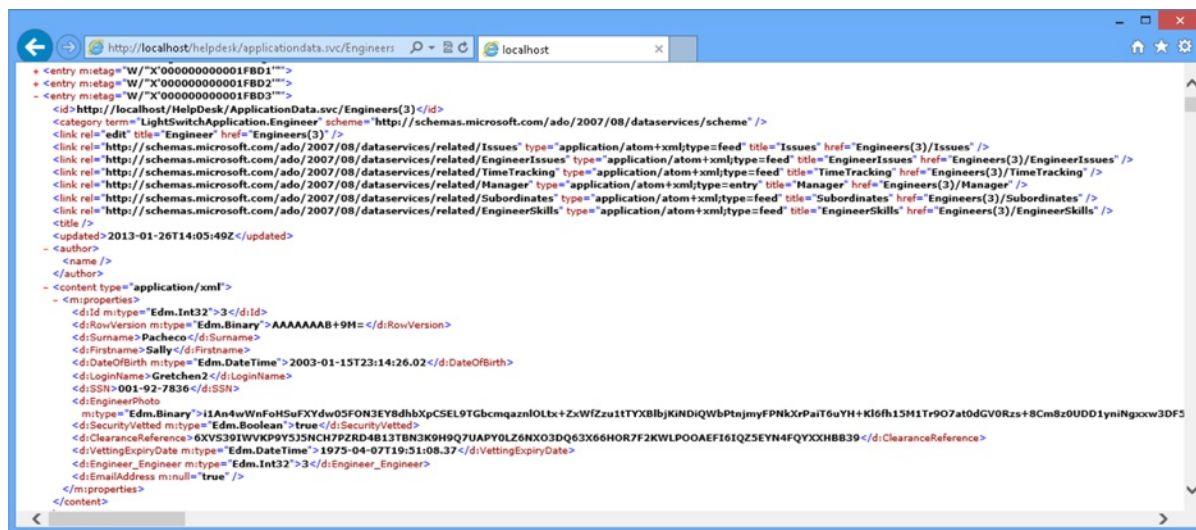 http://localhost/helpdesk/applicationdata.svc/Engineers
localhost
+ <entry m:etag="W/"X'000000000001FBD1'"">
+ <entry m:etag="W/"X'000000000001FBD2'"">
- <entry m:etag="W/"X'000000000001FBD3'"">
<id>http://localhost/HelpDesk/ApplicationData.svc/Engineers(3)</id>
<category term="LightSwitchApplication.Engineer" scheme="http://schemas.microsoft.com/ado/2007/08/dataservices/scheme" />
<link rel="edit" title="Engineer" href="Engineers(3)" />
<link rel="http://schemas.microsoft.com/ado/2007/08/dataservices/related/Issues" type="application/atom+xml;type=feed" title="Issues" href="Engineers(3)/Issues" />
<link rel="http://schemas.microsoft.com/ado/2007/08/dataservices/related/EngineerIssues" type="application/atom+xml;type=feed" title="EngineerIssues" href="Engineers(3)/EngineerIssues" />
<link rel="http://schemas.microsoft.com/ado/2007/08/dataservices/related/TimeTracking" type="application/atom+xml;type=feed" title="TimeTracking" href="Engineers(3)/TimeTracking" />
<link rel="http://schemas.microsoft.com/ado/2007/08/dataservices/related/Manager" type="application/atom+xml;type=entry" title="Manager" href="Engineers(3)/Manager" />
<link rel="http://schemas.microsoft.com/ado/2007/08/dataservices/related/Subordinates" type="application/atom+xml;type=feed" title="Subordinates" href="Engineers(3)/Subordinates" />
<link rel="http://schemas.microsoft.com/ado/2007/08/dataservices/related/EngineerSkills" type="application/atom+xml;type=feed" title="EngineerSkills" href="Engineers(3)/EngineerSkills" />
<title />
<updated>2013-01-26T14:05:49Z</updated>
- <author>
<name />
</author>
- <content type="application/xml">
- <m:properties>
<d:Id m:type="Edm.Int32">3</d:Id>
<d:RowVersion m:type="Edm.Binary">AAAAAAAB+9M=</d:RowVersion>
<d:Surname>Pacheco</d:Surname>
<d:Firstname>Sally</d:Firstname>
<d:DateOfBirth m:type="Edm.DateTime">2003-01-15T23:14:26.02</d:DateOfBirth>
<d:LoginName>Gretchen2</d:LoginName>
<d:SSN>001-92-7836</d:SSN>
<d:EngineerPhoto
m:type="Edm.Binary">i1An4wWnFoHSuFXYdw05FON3EY8dhbXpCSEL9TGbcmqaznlOLtx+ZxWfZzu1tTYXBlbjKiNDiQWbPtnjmyFPNkXrPaiT6uYH+Kl6fh15M1Tr9O7at0dGV0Rzs+8Cm8z0UDD1yniNgxxw3DF5
<d:SecurityVetted m:type="Edm.Boolean">true</d:SecurityVetted>
<d:ClearanceReference>6XVS39IWVKP9Y5J5NCH7PZRD4B13TBN3K9H9Q7UAPY0LZ6NXO3DQ63X66HOR7F2KWLPOOAEFI6IQZ5EYN4FQYXXHBB39</d:ClearanceReference>
<d:VettingExpiryDate m:type="Edm.DateTime">1975-04-07T19:51:08.37</d:VettingExpiryDate>
<d:Engineer_Engineer m:type="Edm.Int32">3</d:Engineer_Engineer>
<d:EmailAddress m:null="true" />
</m:properties>
</content>